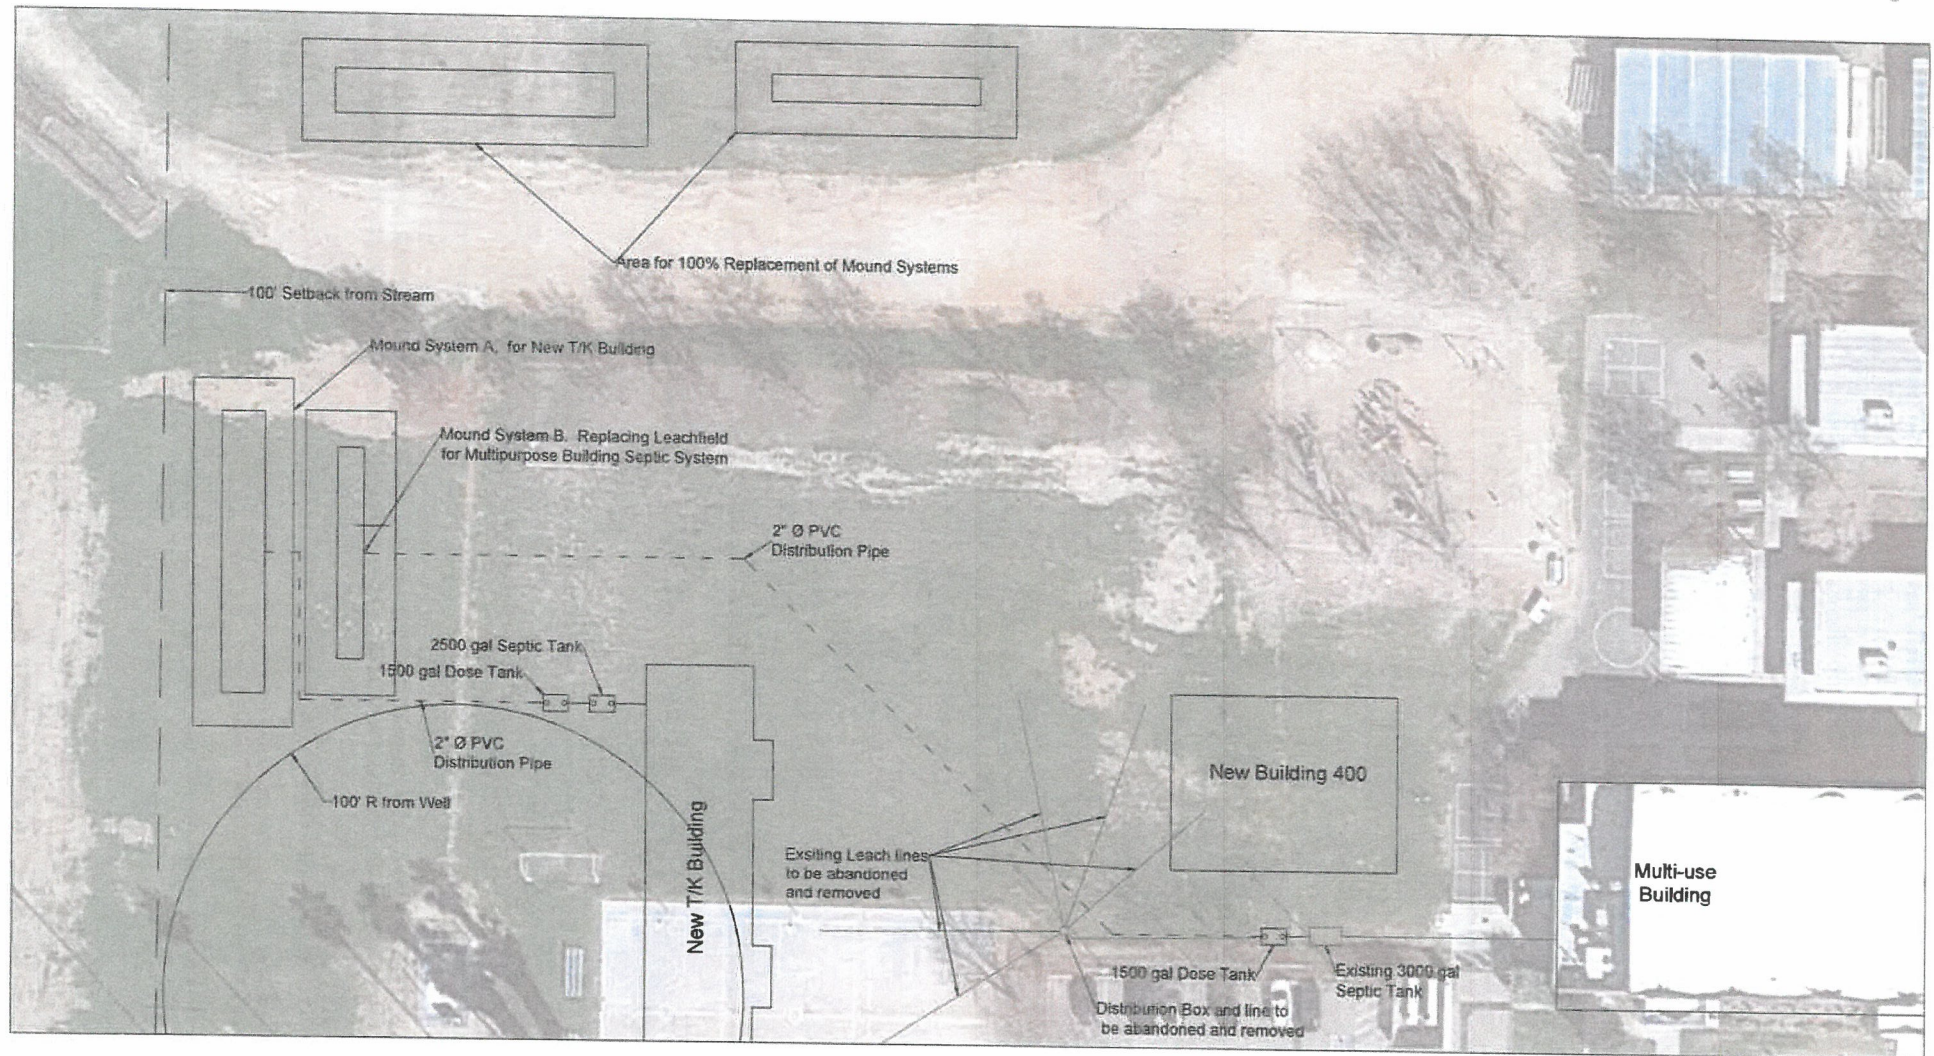 Area for 100% Replacement of Mound Systems
100' Setback from Stream
Mound System A, for New T/K Building
Mound System B. Replacing Leachfield
for Multipurpose Building Septic System
2" Ø PVC
Distribution Pipe
2500 gal Septic Tank
1500 gal Dose Tank
2" Ø PVC
Distribution Pipe
100' R from Well
New T/K Building
New Building 400
Exsiting Leach lines
to be abandoned
and removed
Multi-use
Building
1500 gal Dose Tank
Existing 3000 gal
Septic Tank
Distribution Box and line to
be abandoned and removed